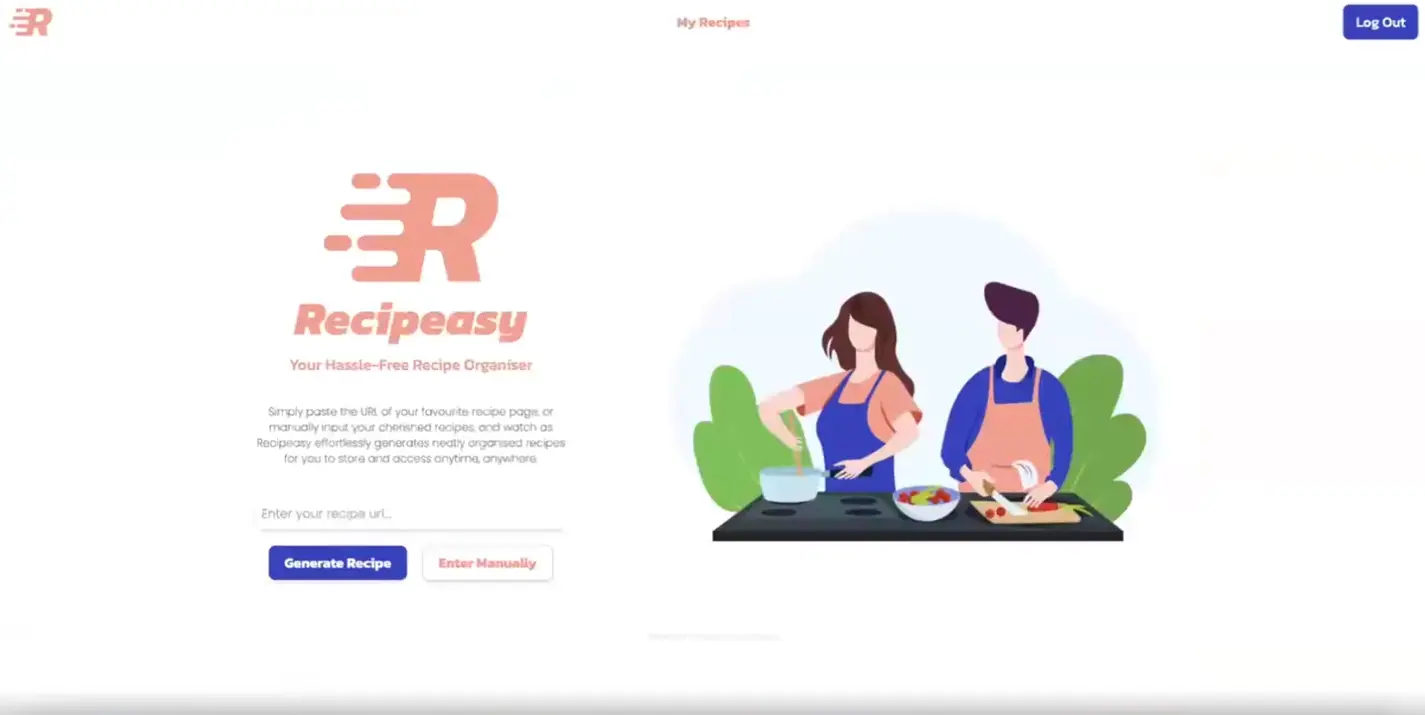 R
My Recipes
Log Out
R
Recipeasy
Your Hassle-Free Recipe Organiser
Simply paste the URL of your favourite recipe page, or
manually input your cherished recipes, and watch as
Recipeasy effortlessly generates neatly organised recipes
for you to store and access anytime, anywhere.
Enter your recipe url...
Generate Recipe
Enter Manually